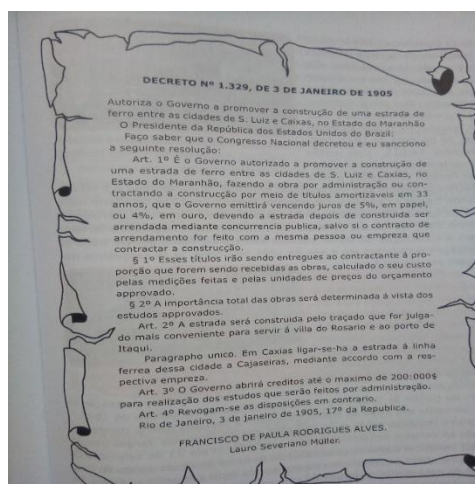 DECRETO Nº 1.329, DE 3 DE JANEIRO DE 1905
Autoriza o Governo a promover a construção de uma estrada de
ferro entre as cidades de S. Luiz e Caixas, no Estado do Maranhão
O Presidente da República dos Estados Unidos do Brazil:
Faço saber que o Congresso Nacional decretou e eu sancciono
a seguinte resolução:
Art. 1º É o Governo autorizado a promover a construção de
uma estrada de ferro entre as cidades de S. Luiz e Caxias, no
Estado do Maranhão, fazendo a obra por administração ou con-
tractando a construcção por meio de títulos amortizaveis em 33
annos, que o Governo emittirá vencendo juros de 5%, em papel,
ou 4%, em ouro, devendo a estrada depois de construida ser
arrendada mediante concurrencia publica, salvo si o contracto de
arrendamento for feito com a mesma pessoa ou empreza que
contractar a construcção.
§ 1º Esses títulos irão sendo entregues ao contractante á pro-
porção que forem sendo recebidas as obras, calculado o seu custo
pelas medições feitas e pelas unidades de preços do orçamento
approvado.
§ 2º A importância total das obras será determinada á vista dos
estudos approvados.
Art. 2º A estrada será construida pelo traçado que for julga-
do mais conveniente para servir á villa do Rosario e ao porto de
Itaqui.
Paragrapho unico. Em Caxias ligar-se-ha a estrada á linha
ferrea dessa cidade a Cajaseiras, mediante accordo com a res-
pectiva empreza.
Art. 3º O Governo abrirá creditos até o maximo de 200:000$
para realização dos estudos que serão feitos por administração.
Art. 4º Revogam-se as disposições em contrario.
Rio de Janeiro, 3 de janeiro de 1905, 17º da Republica.
FRANCISCO DE PAULA RODRIGUES ALVES.
Lauro Severiano Muller.